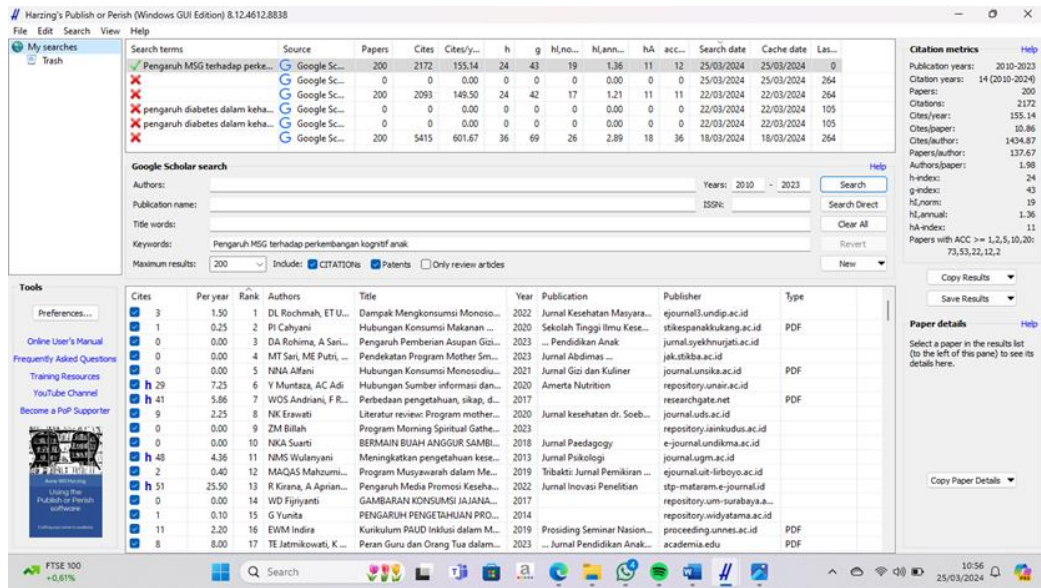 Harzing's Publish or Perish (Windows GUI Edition) 8.12.4612.8838
File Edit Search View Help
My searches
Trash
Search terms Source Papers Cites Cites/y... h g hI,no... hI,ann... hA acc... Search date Cache date Las...
Pengaruh MSG terhadap perke... Google Sc... 200 2172 155.14 24 43 19 1.36 11 12 25/03/2024 25/03/2024 0
Google Sc... 0 0 0.00 0 0 0 0.00 0 0 22/03/2024 22/03/2024 264
Google Sc... 200 2093 149.50 24 42 17 1.21 11 11 22/03/2024 22/03/2024 264
pengaruh diabetes dalam keha... Google Sc... 0 0 0.00 0 0 0 0.00 0 0 22/03/2024 22/03/2024 105
pengaruh diabetes dalam keha... Google Sc... 0 0 0.00 0 0 0 0.00 0 0 22/03/2024 22/03/2024 105
Google Sc... 200 5415 601.67 36 69 26 2.89 18 36 18/03/2024 18/03/2024 264
Google Scholar search Help
Authors: Years: 2010 - 2023 Search
Publication name: ISSN: Search Direct
Title words: Clear All
Keywords: Pengaruh MSG terhadap perkembangan kognitif anak Revert
Maximum results: 200 Include: CITATIONs Patents Only review articles New
Tools
Preferences...
Online User's Manual
Frequently Asked Questions
Training Resources
YouTube Channel
Become a PoP Supporter
Anne-Wil Harzing
Using the
Publish or Perish
software
Cites Per year Rank Authors Title Year Publication Publisher Type
3 1.50 1 DL Rochmah, ET U... Dampak Mengkonsumsi Monoso... 2022 Jurnal Kesehatan Masyara... ejournal3.undip.ac.id
1 0.25 2 PI Cahyani Hubungan Konsumsi Makanan ... 2020 Sekolah Tinggi Ilmu Kese... stikespanakkukang.ac.id PDF
0 0.00 3 DA Rohima, A Sari... Pengaruh Pemberian Asupan Gizi... 2023 ... Pendidikan Anak jurnal.syekhnurjati.ac.id
0 0.00 4 MT Sari, ME Putri, ... Pendekatan Program Mother Sm... 2023 Jurnal Abdimas ... jak.stikba.ac.id
0 0.00 5 NNA Alfani Hubungan Konsumsi Monosodiu... 2021 Jurnal Gizi dan Kuliner journal.unsika.ac.id PDF
h 29 7.25 6 Y Muntaza, AC Adi Hubungan Sumber informasi dan... 2020 Amerta Nutrition repository.unair.ac.id
h 41 5.86 7 WOS Andriani, F R... Perbedaan pengetahuan, sikap, d... 2017 researchgate.net PDF
9 2.25 8 NK Erawati Literatur review: Program mother... 2020 Jurnal kesehatan dr. Soeb... journal.uds.ac.id
0 0.00 9 ZM Billah Program Morning Spiritual Gathe... 2023 repository.iainkudus.ac.id
0 0.00 10 NKA Suarti BERMAIN BUAH ANGGUR SAMBI... 2018 Jurnal Paedagogy e-journal.undikma.ac.id
h 48 4.36 11 NMS Wulanyani Meningkatkan pengetahuan kese... 2013 Jurnal Psikologi journal.ugm.ac.id
2 0.40 12 MAQAS Mahzumi... Program Musyawarah dalam Me... 2019 Tribakti: Jurnal Pemikiran ... ejournal.uit-lirboyo.ac.id
h 51 25.50 13 R Kirana, A Aprian... Pengaruh Media Promosi Keseha... 2022 Jurnal Inovasi Penelitian stp-mataram.e-journal.id
0 0.00 14 WD Fijriyanti GAMBARAN KONSUMSI JAJANA... 2017 repository.um-surabaya.a...
1 0.10 15 G Yunita PENGARUH PENGETAHUAN PRO... 2014 repository.widyatama.ac.id
11 2.20 16 EWM Indira Kurikulum PAUD Inklusi dalam M... 2019 Prosiding Seminar Nasion... proceeding.unnes.ac.id PDF
8 8.00 17 TE Jatmikowati, K ... Peran Guru dan Orang Tua dalam... 2023 ... Jurnal Pendidikan Anak... academia.edu PDF
Citation metrics Help
Publication years: 2010-2023
Citation years: 14 (2010-2024)
Papers: 200
Citations: 2172
Cites/year: 155.14
Cites/paper: 10.86
Cites/author: 1434.87
Papers/author: 137.67
Authors/paper: 1.98
h-index: 24
g-index: 43
hI,norm: 19
hI,annual: 1.36
hA-index: 11
Papers with ACC >= 1,2,5,10,20:
73,53,22,12,2
Copy Results
Save Results
Paper details Help
Select a paper in the results list
(to the left of this pane) to see its
details here.
Copy Paper Details
FTSE 100
+0,61%
Search
10:56
25/03/2024